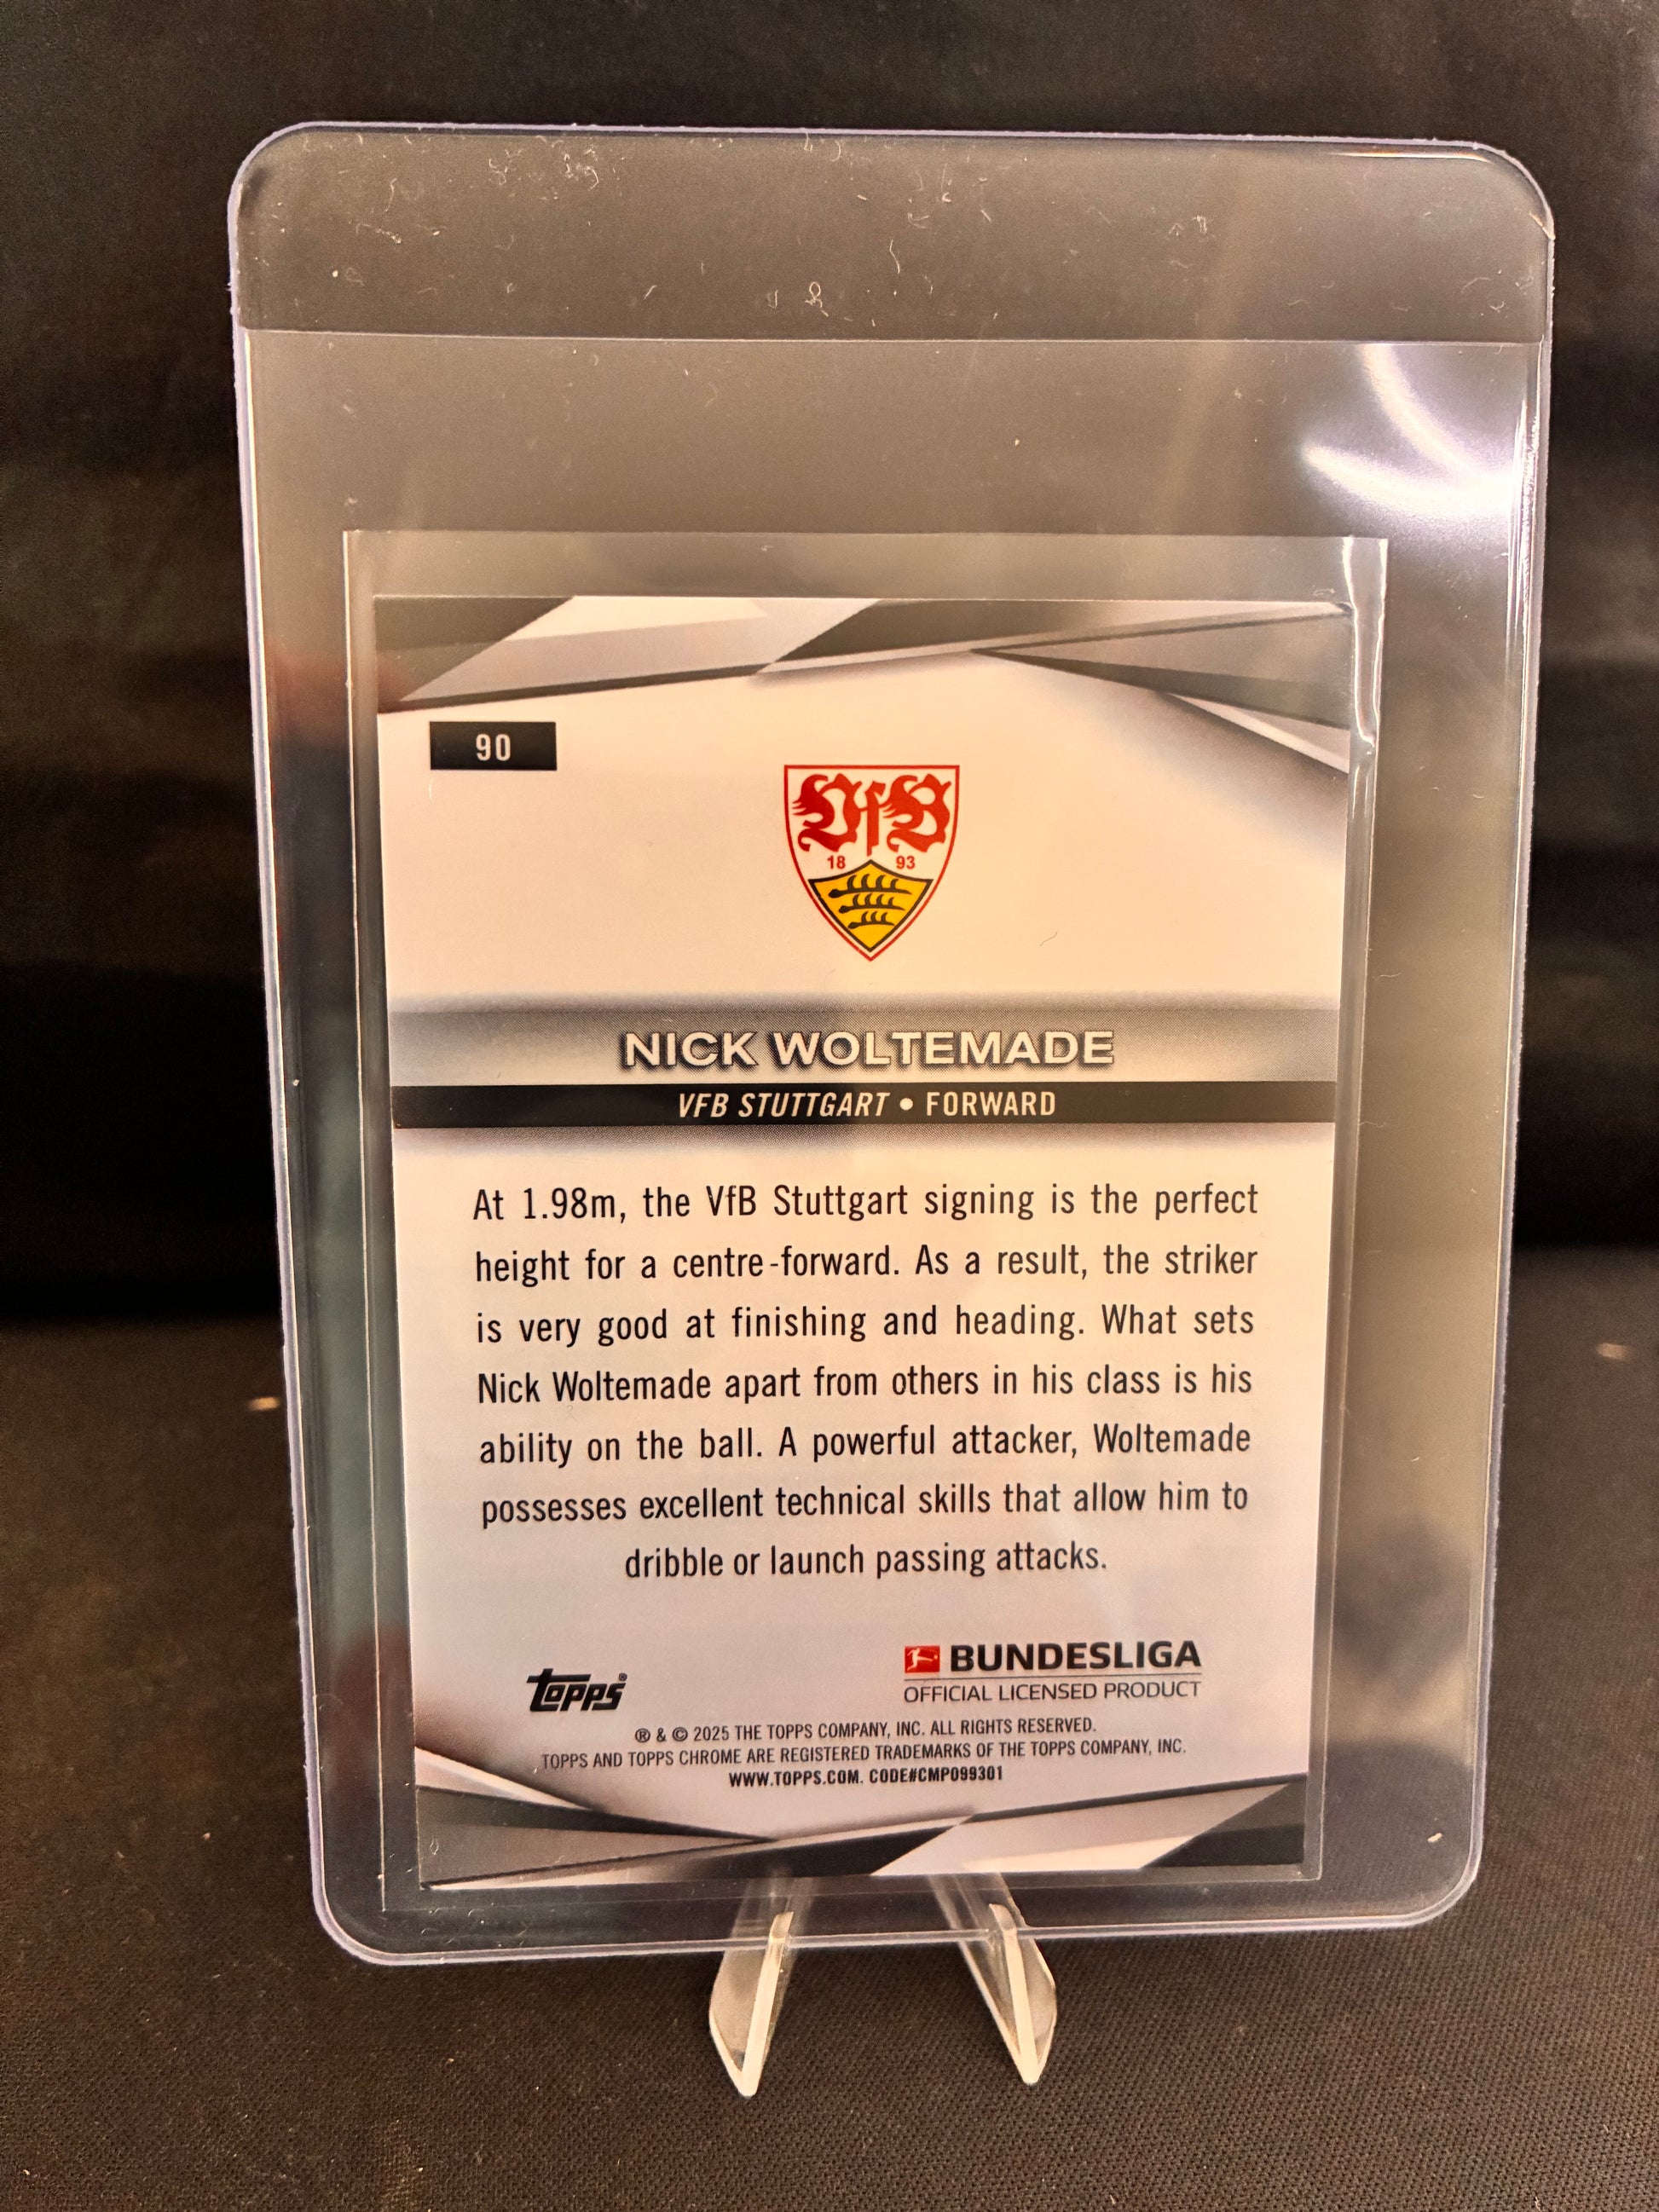 90
VfB
18 93
NICK WOLTEMADE
VFB STUTTGART • FORWARD
At 1.98m, the VfB Stuttgart signing is the perfect
height for a centre-forward. As a result, the striker
is very good at finishing and heading. What sets
Nick Woltemade apart from others in his class is his
ability on the ball. A powerful attacker, Woltemade
possesses excellent technical skills that allow him to
dribble or launch passing attacks.
topps®
BUNDESLIGA
OFFICIAL LICENSED PRODUCT
® & © 2025 THE TOPPS COMPANY, INC. ALL RIGHTS RESERVED.
TOPPS AND TOPPS CHROME ARE REGISTERED TRADEMARKS OF THE TOPPS COMPANY, INC.
WWW.TOPPS.COM. CODE#CMP099301